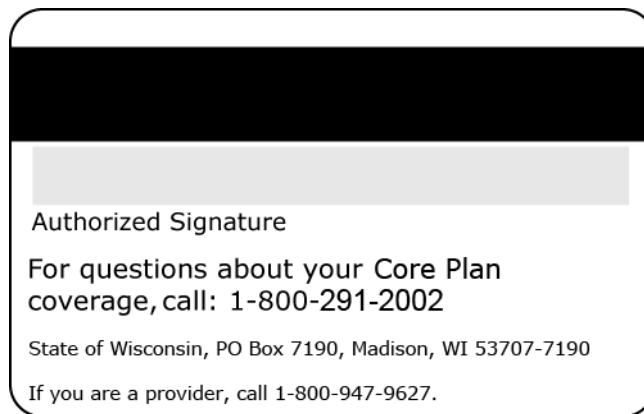 Authorized Signature
For questions about your Core Plan
coverage, call: 1-800-291-2002
State of Wisconsin, PO Box 7190, Madison, WI 53707-7190
If you are a provider, call 1-800-947-9627.